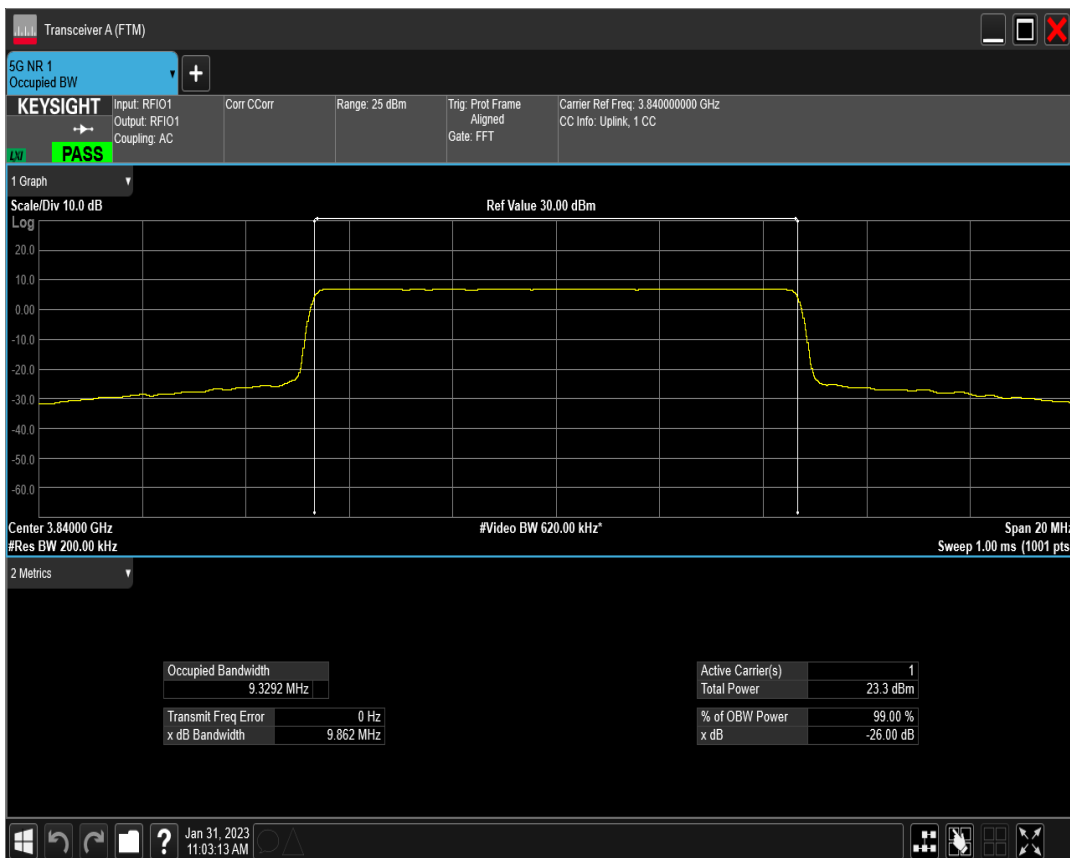 Transceiver A (FTM)
5G NR 1
Occupied BW
+
KEYSIGHT
LXI
PASS
Input: RFIO1
Output: RFIO1
Coupling: AC
Corr CCorr
Range: 25 dBm
Trig: Prot Frame
Aligned
Gate: FFT
Carrier Ref Freq: 3.840000000 GHz
CC Info: Uplink, 1 CC
1 Graph
Scale/Div 10.0 dB
Ref Value 30.00 dBm
Log
20.0
10.0
0.00
-10.0
-20.0
-30.0
-40.0
-50.0
-60.0
Center 3.84000 GHz
#Video BW 620.00 kHz*
Span 20 MHz
#Res BW 200.00 kHz
Sweep 1.00 ms (1001 pts
2 Metrics
Occupied Bandwidth
9.3292 MHz
Transmit Freq Error 0 Hz
x dB Bandwidth 9.862 MHz
Active Carrier(s) 1
Total Power 23.3 dBm
% of OBW Power 99.00 %
x dB -26.00 dB
?
Jan 31, 2023
11:03:13 AM